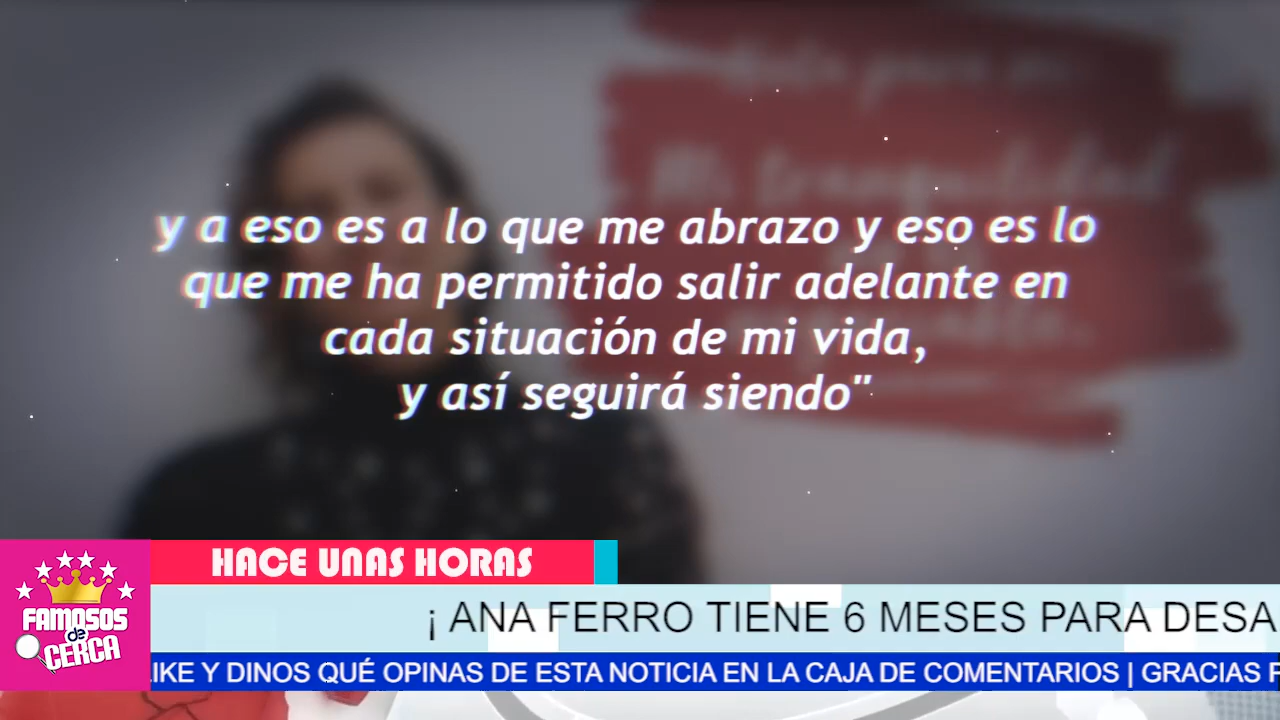 y a eso es a lo que me abrazo y eso es lo
que me ha permitido salir adelante en
cada situación de mi vida,
y así seguirá siendo"
HACE UNAS HORAS
FAMOSOS
de
CERCA
¡ ANA FERRO TIENE 6 MESES PARA DESA
IKE Y DINOS QUÉ OPINAS DE ESTA NOTICIA EN LA CAJA DE COMENTARIOS | GRACIAS